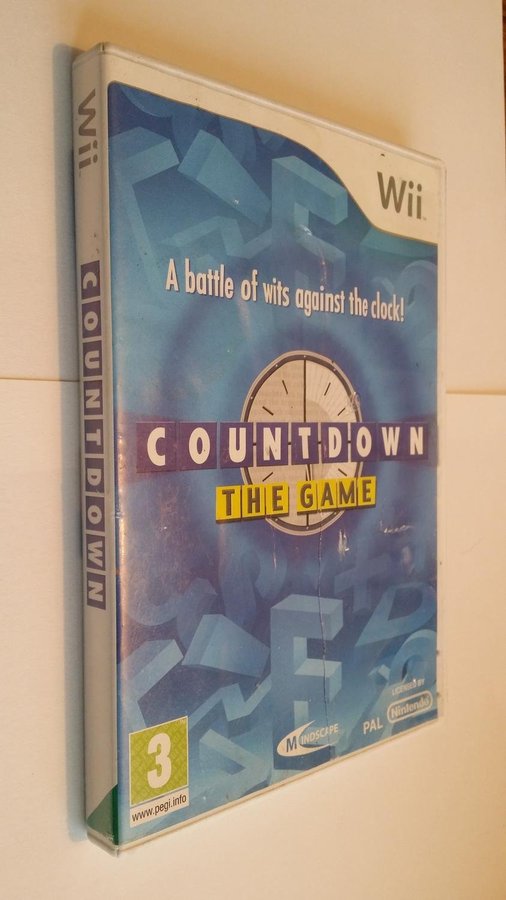 Wii
COUNTDOWN
Wii
A battle of wits against the clock!
COUNTDOWN
THE GAME
3
www.pegi.info
MINDSCAPE
PAL
LICENSED BY
Nintendo